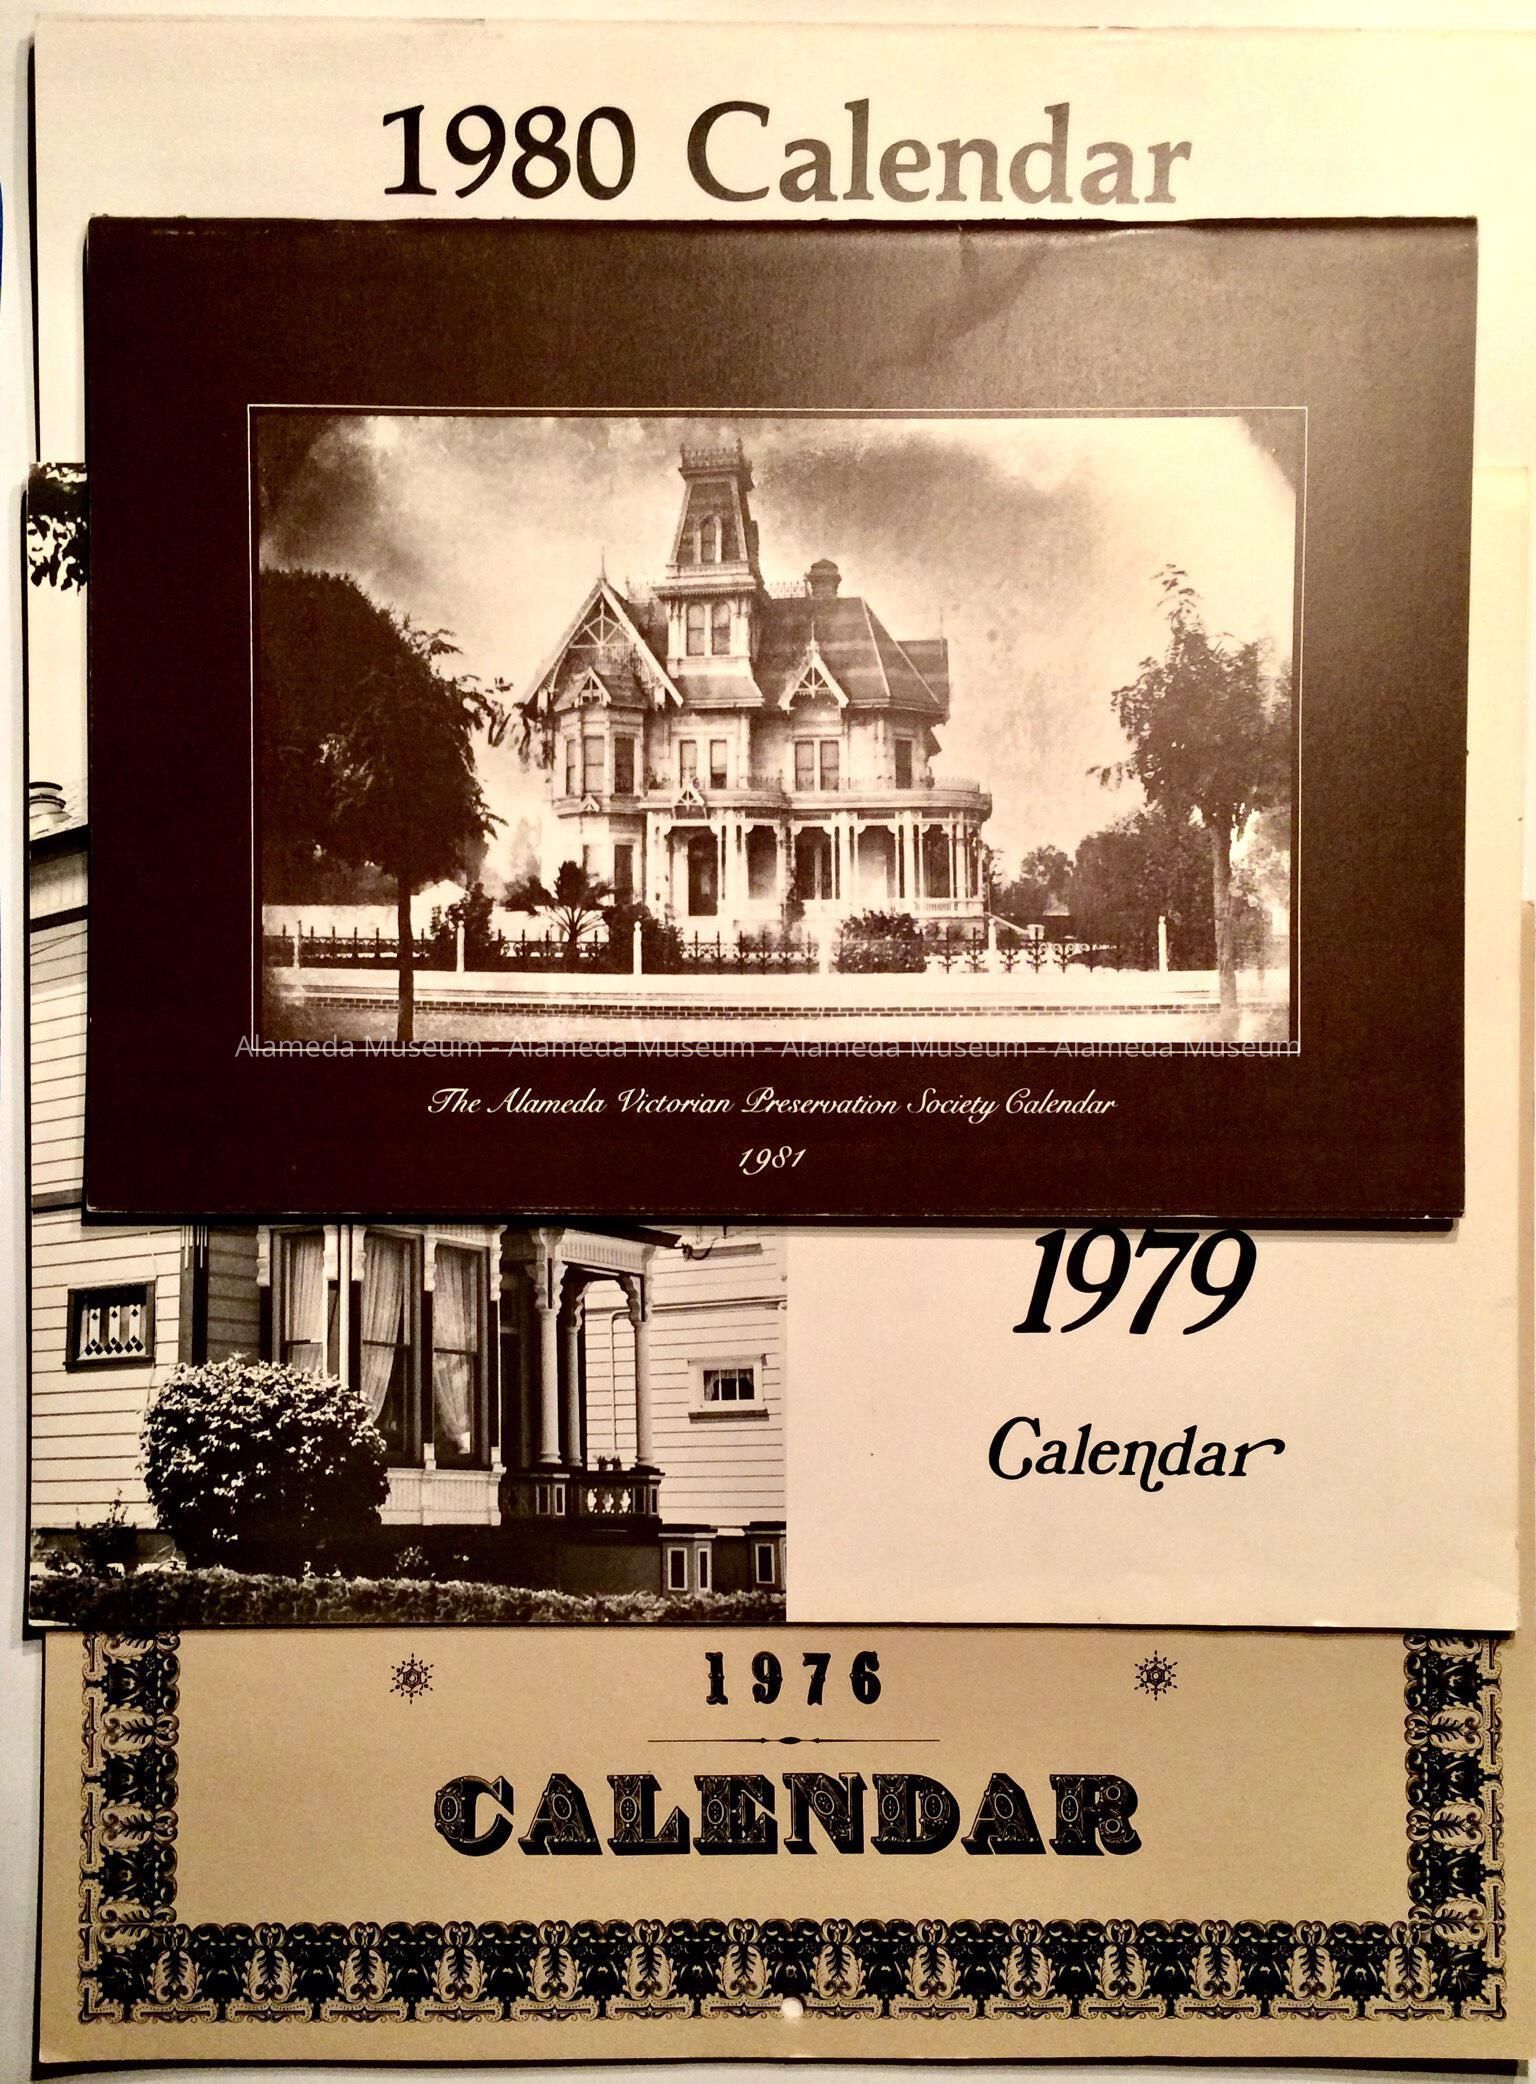 1980 Calendar
Alameda Museum - Alameda Museum - Alameda Museum - Alameda Museum
The Alameda Victorian Preservation Society Calendar
1981
1979
Calendar
1976
CALENDAR